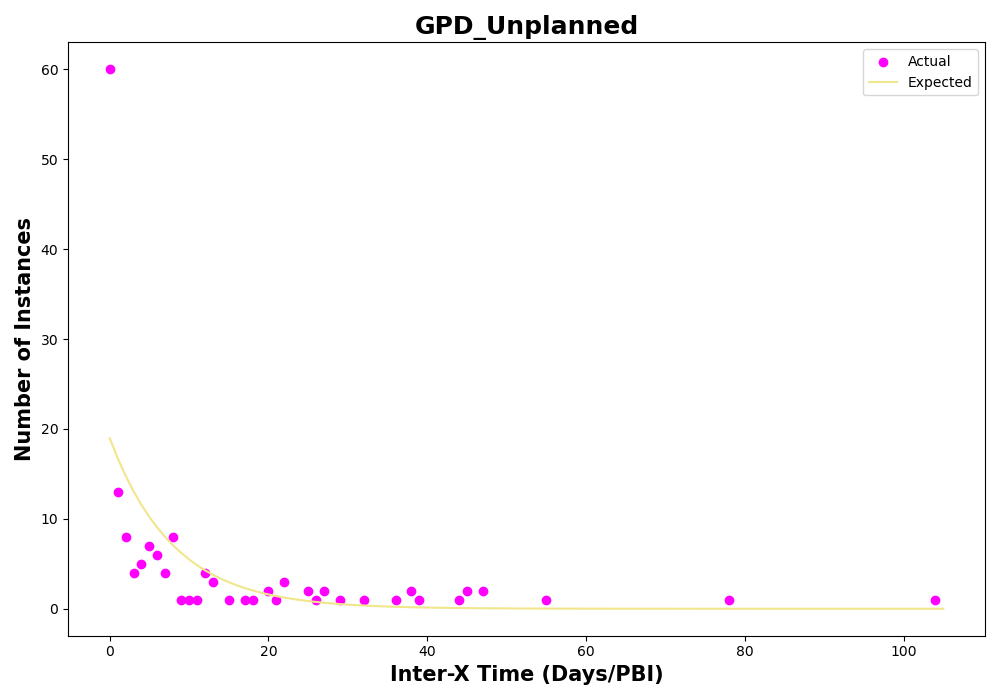 GPD_Unplanned
Actual
Expected
60
50
40
30
20
10
0
Number of Instances
0 20 40 60 80 100
Inter-X Time (Days/PBI)